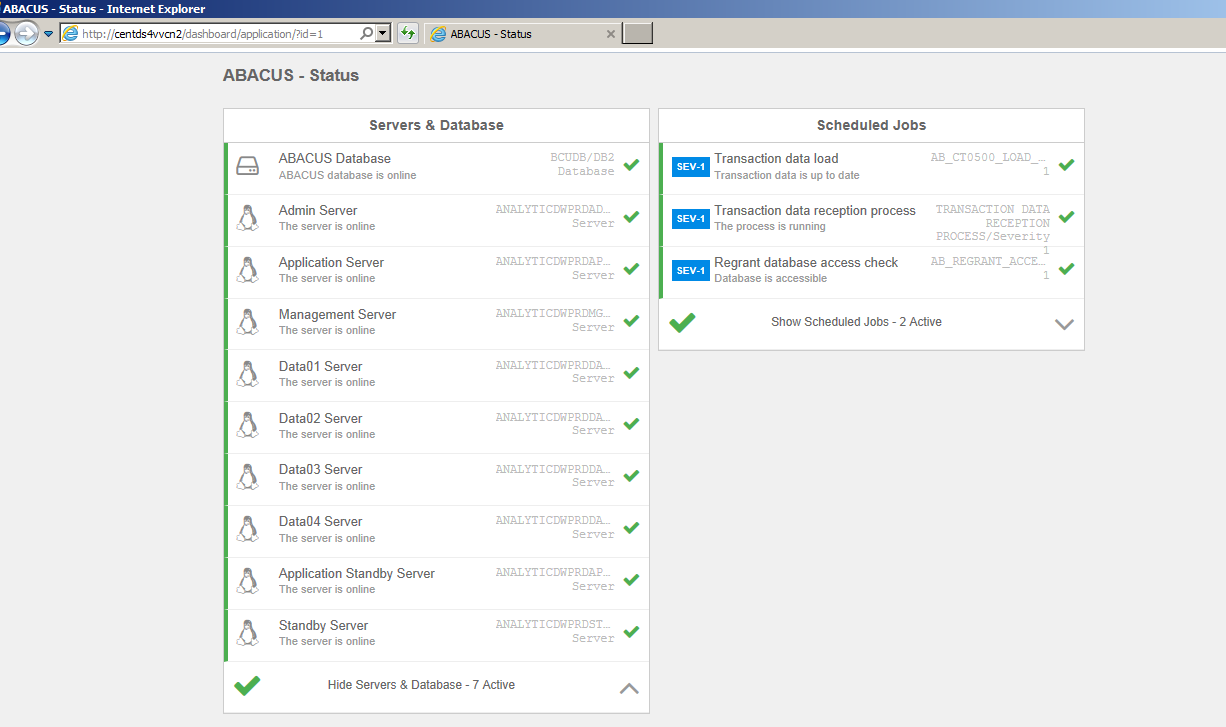 ABACUS - Status - Internet Explorer
http://centds4vvcn2/dashboard/application/?id=1
ABACUS - Status
ABACUS - Status
Servers & Database
ABACUS Database
BCUDB/DB2
ABACUS database is online
Database
Admin Server
ANALYTICDWPRDAD…
The server is online
Server
Application Server
ANALYTICDWPRDAP…
The server is online
Server
Management Server
ANALYTICDWPRDMG…
The server is online
Server
Data01 Server
ANALYTICDWPRDDA…
The server is online
Server
Data02 Server
ANALYTICDWPRDDA…
The server is online
Server
Data03 Server
ANALYTICDWPRDDA…
The server is online
Server
Data04 Server
ANALYTICDWPRDDA…
The server is online
Server
Application Standby Server
ANALYTICDWPRDAP…
The server is online
Server
Standby Server
ANALYTICDWPRDST…
The server is online
Server
Hide Servers & Database - 7 Active
Scheduled Jobs
SEV-1
Transaction data load
AB_CT0500_LOAD_…
Transaction data is up to date
1
SEV-1
Transaction data reception process
TRANSACTION DATA
The process is running
RECEPTION
PROCESS/Severity
1
SEV-1
Regrant database access check
AB_REGRANT_ACCE…
Database is accessible
1
Show Scheduled Jobs - 2 Active